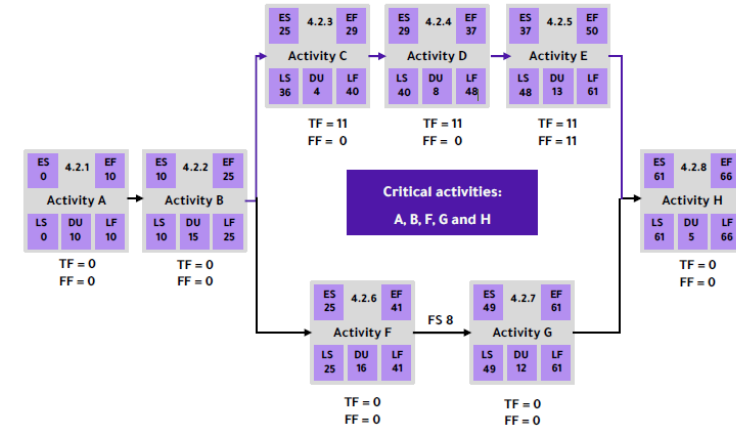 ES 4.2.3 EF
25 29
Activity C
LS DU LF
36 4 40
TF = 11
FF = 0
ES 4.2.4 EF
29 37
Activity D
LS DU LF
40 8 48
TF = 11
FF = 0
ES 4.2.5 EF
37 50
Activity E
LS DU LF
48 13 61
TF = 11
FF = 11
ES 4.2.1 EF
0 10
Activity A
LS DU LF
0 10 10
TF = 0
FF = 0
ES 4.2.2 EF
10 25
Activity B
LS DU LF
10 15 25
TF = 0
FF = 0
Critical activities:
A, B, F, G and H
ES 4.2.8 EF
61 66
Activity H
LS DU LF
61 5 66
TF = 0
FF = 0
ES 4.2.6 EF
25 41
Activity F
LS DU LF
25 16 41
TF = 0
FF = 0
FS 8
ES 4.2.7 EF
49 61
Activity G
LS DU LF
49 12 61
TF = 0
FF = 0